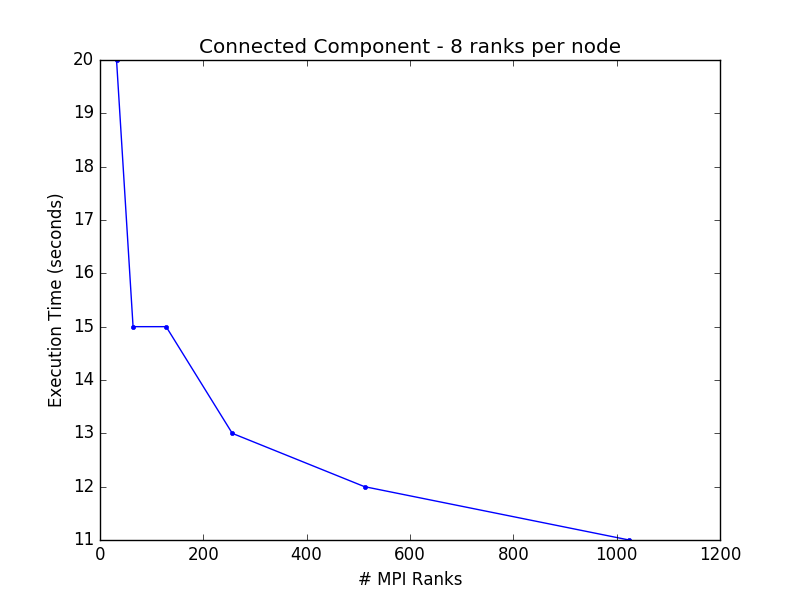 Connected Component - 8 ranks per node
20
19
18
17
16
15
14
13
12
11
Execution Time (seconds)
0 200 400 600 800 1000 1200
# MPI Ranks